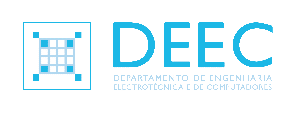 DEEC
DEPARTAMENTO DE ENGENHARIA
ELECTROTÉCNICA E DE COMPUTADORES